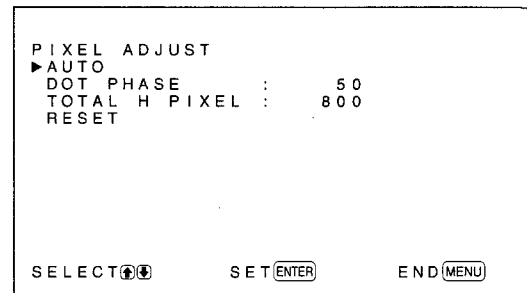 PIXEL ADJUST
▶AUTO
DOT PHASE : 50
TOTAL H PIXEL : 800
RESET
SELECT⬆⬇ SET ENTER END MENU